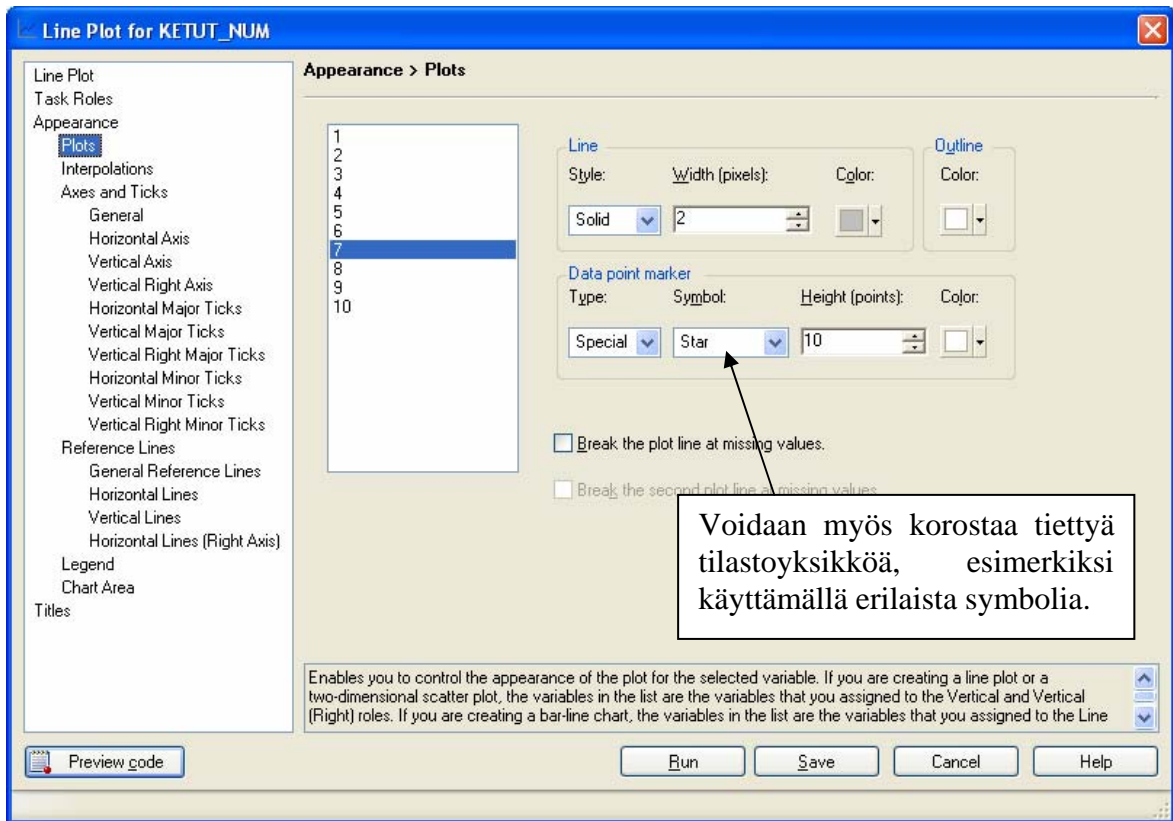 Line Plot for KETUT_NUM
Line Plot
Task Roles
Appearance
Plots
Interpolations
Axes and Ticks
General
Horizontal Axis
Vertical Axis
Vertical Right Axis
Horizontal Major Ticks
Vertical Major Ticks
Vertical Right Major Ticks
Horizontal Minor Ticks
Vertical Minor Ticks
Vertical Right Minor Ticks
Reference Lines
General Reference Lines
Horizontal Lines
Vertical Lines
Horizontal Lines (Right Axis)
Legend
Chart Area
Titles
Appearance > Plots
1
2
3
4
5
6
7
8
9
10
Line
Style: Width (pixels): Color:
Solid 2
Outline
Color:
Data point marker
Type: Symbol: Height (points): Color:
Special Star 10
Break the plot line at missing values.
Break the second plot line at missing values.
Voidaan myös korostaa tiettyä
tilastoyksikköä, esimerkiksi
käyttämällä erilaista symbolia.
Enables you to control the appearance of the plot for the selected variable. If you are creating a line plot or a
two-dimensional scatter plot, the variables in the list are the variables that you assigned to the Vertical and Vertical
(Right) roles. If you are creating a bar-line chart, the variables in the list are the variables that you assigned to the Line
Preview code Run Save Cancel Help